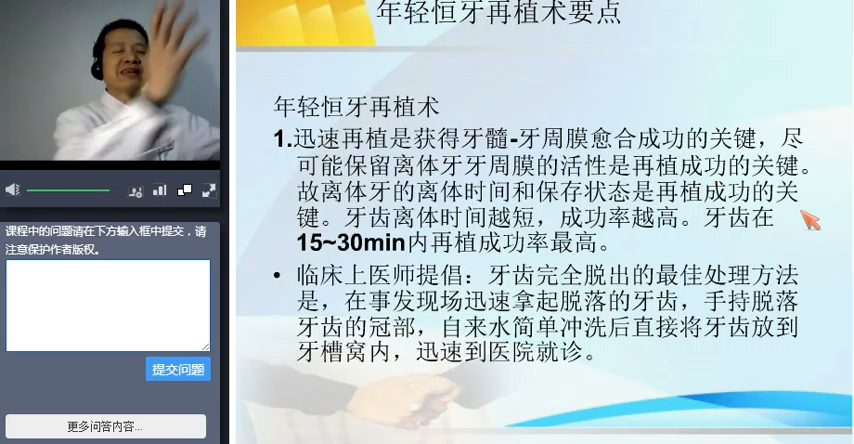 年轻恒牙再植术要点
年轻恒牙再植术
1.迅速再植是获得牙髓-牙周膜愈合成功的关键，尽
可能保留离体牙牙周膜的活性是再植成功的关键。
故离体牙的离体时间和保存状态是再植成功的关
键。牙齿离体时间越短，成功率越高。牙齿在
15~30min内再植成功率最高。
• 临床上医师提倡：牙齿完全脱出的最佳处理方法
是，在事发现场迅速拿起脱落的牙齿，手持脱落
牙齿的冠部，自来水简单冲洗后直接将牙齿放到
牙槽窝内，迅速到医院就诊。
课程中的问题请在下方输入框中提交，请
注意保护作者版权。
提交问题
更多问答内容...